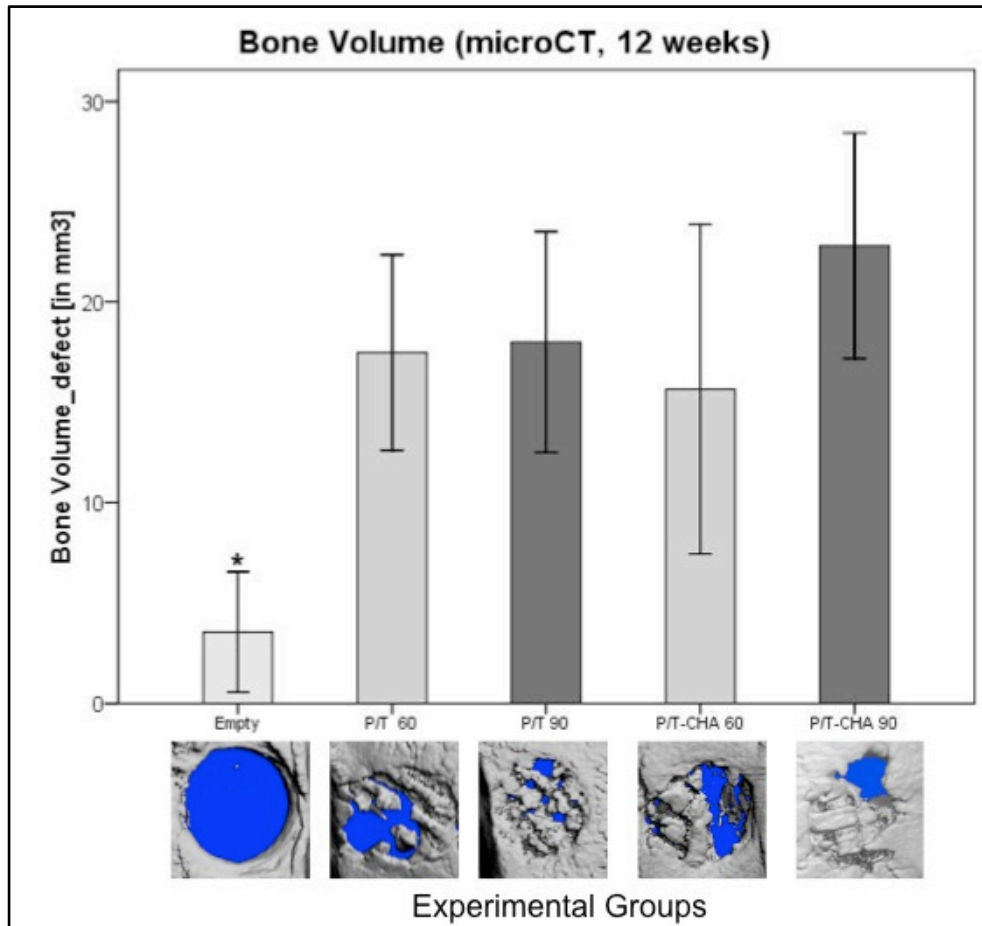 Bone Volume (microCT, 12 weeks)
Bone Volume_defect [in mm3]
30
20
10
0
*
Empty
P/T 60
P/T 90
P/T-CHA 60
P/T-CHA 90
Experimental Groups